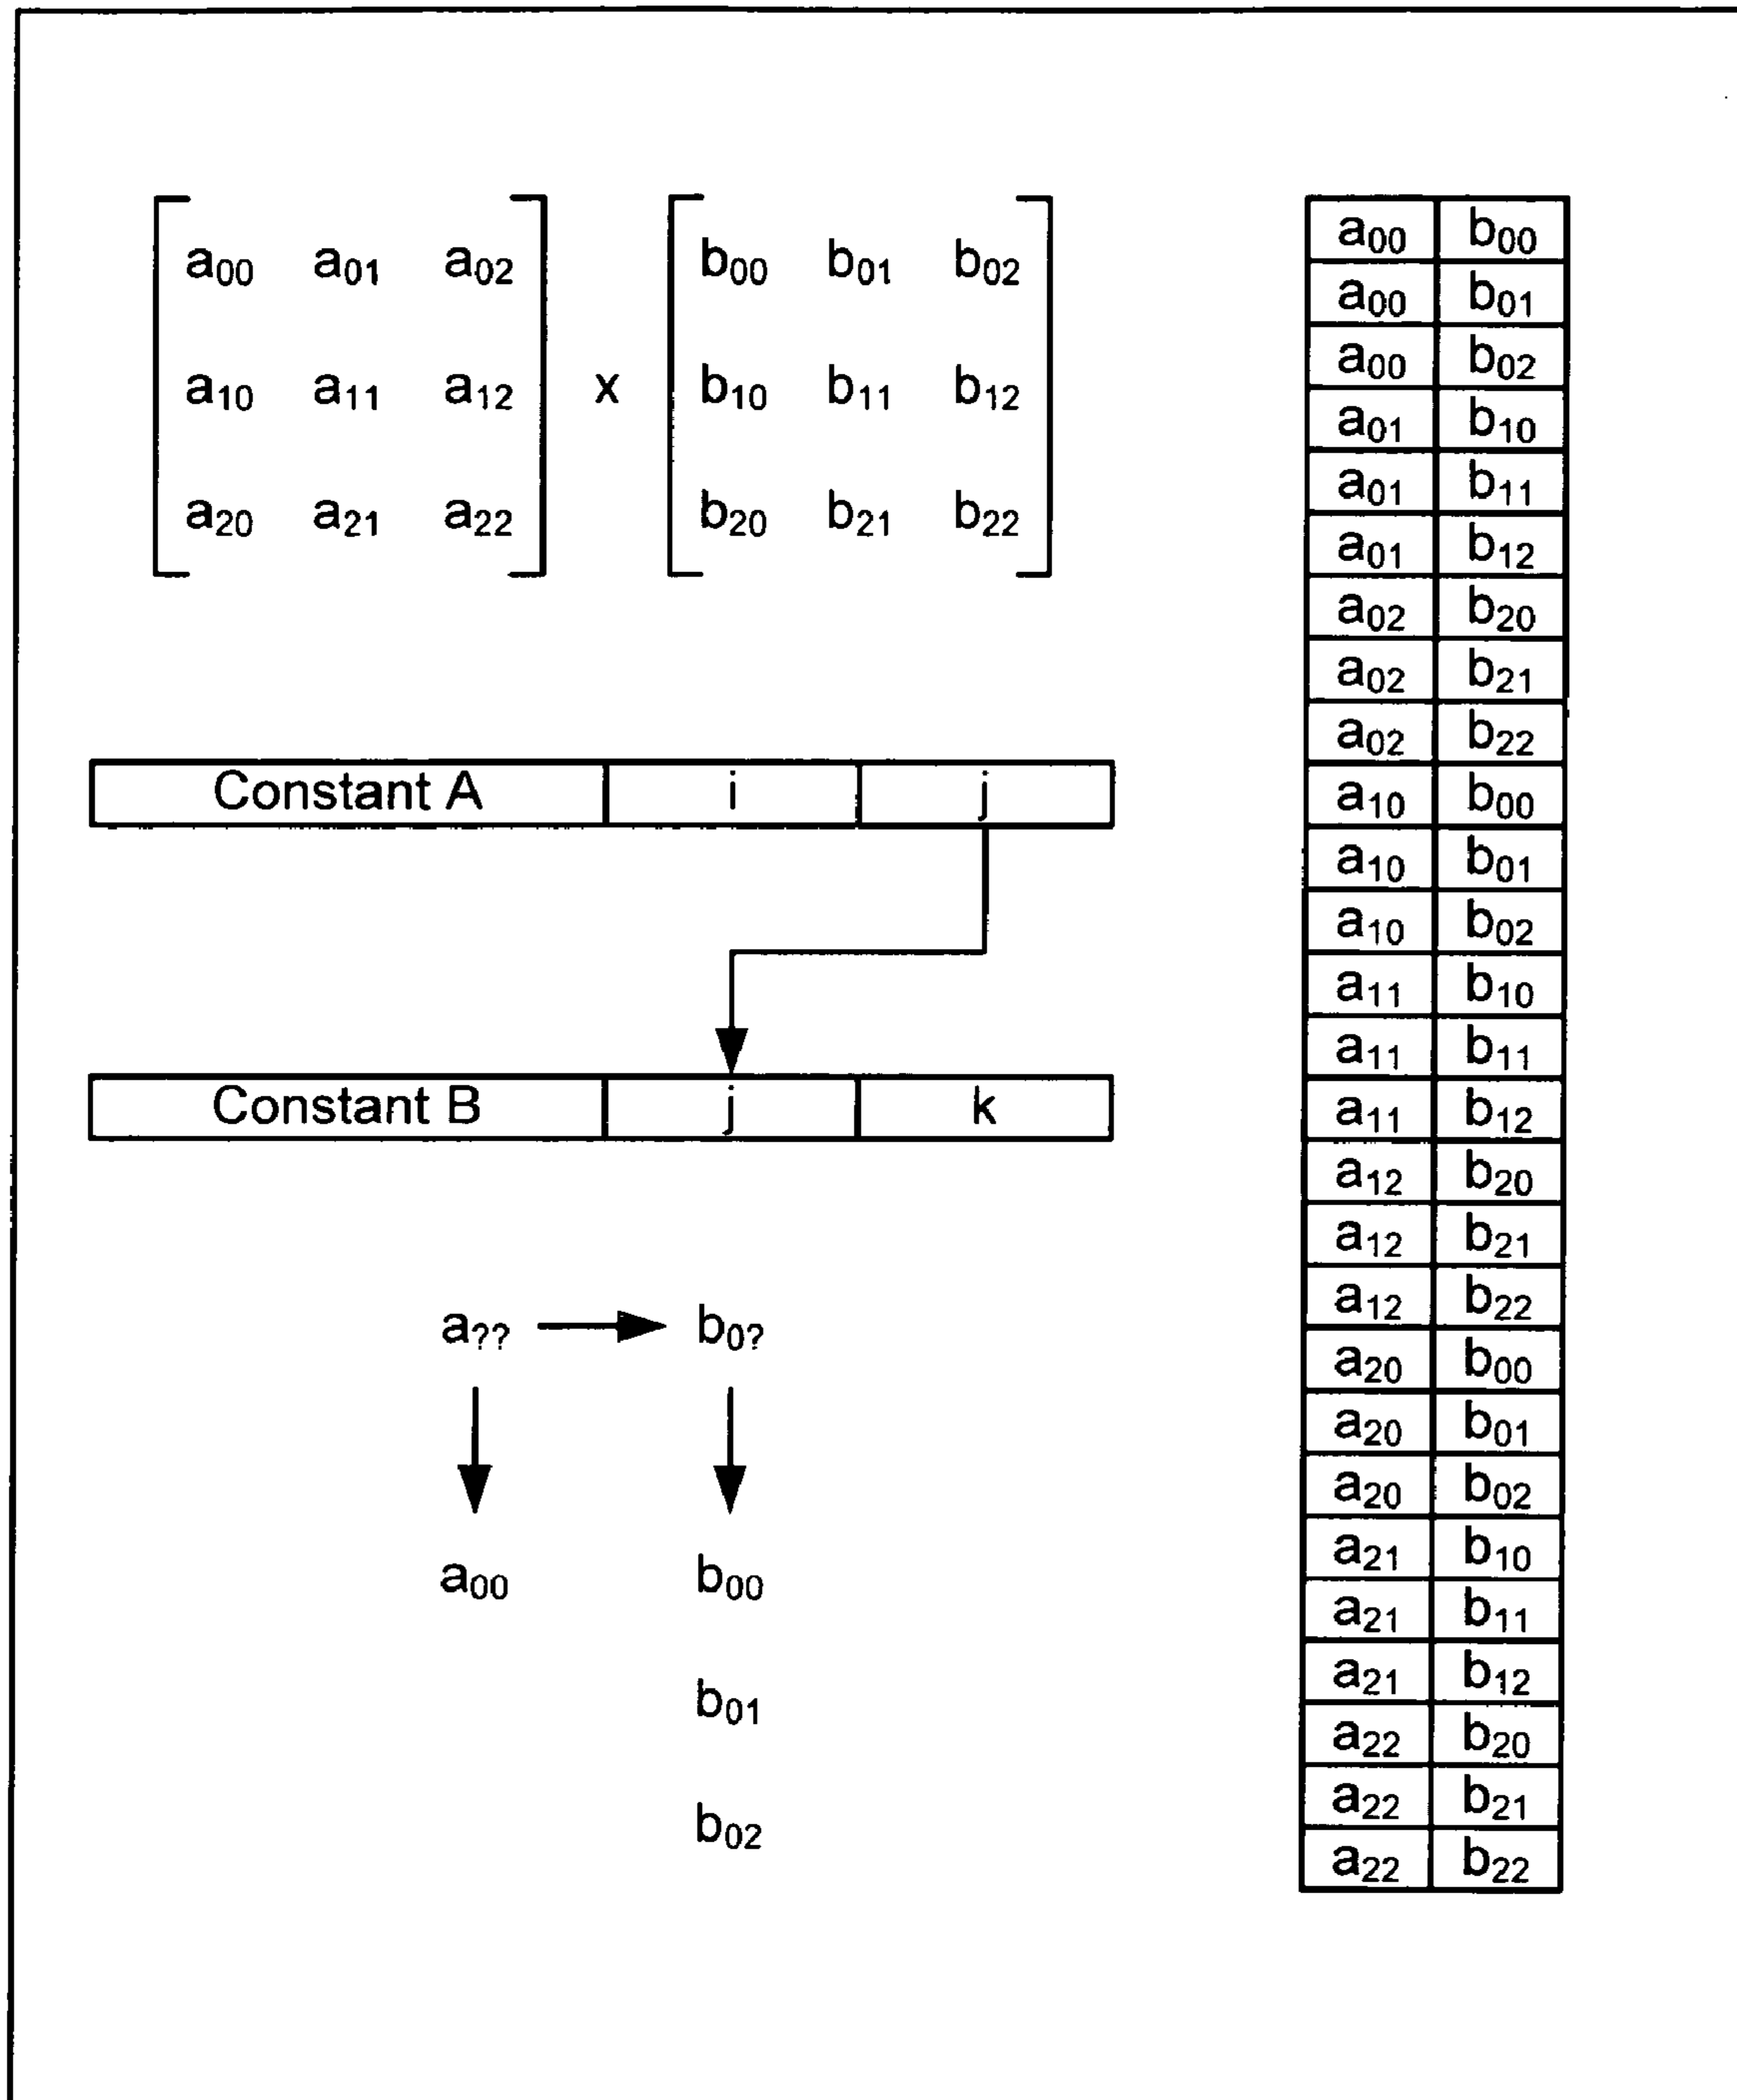 a00 a01 a02 b00 b01 b02
a10 a11 a12 x b10 b11 b12
a20 a21 a22 b20 b21 b22
Constant A i j
Constant B j k
a?? b0?
a00 b00
b01
b02
a00 b00
a00 b01
a00 b02
a01 b10
a01 b11
a01 b12
a02 b20
a02 b21
a02 b22
a10 b00
a10 b01
a10 b02
a11 b10
a11 b11
a11 b12
a12 b20
a12 b21
a12 b22
a20 b00
a20 b01
a20 b02
a21 b10
a21 b11
a21 b12
a22 b20
a22 b21
a22 b22